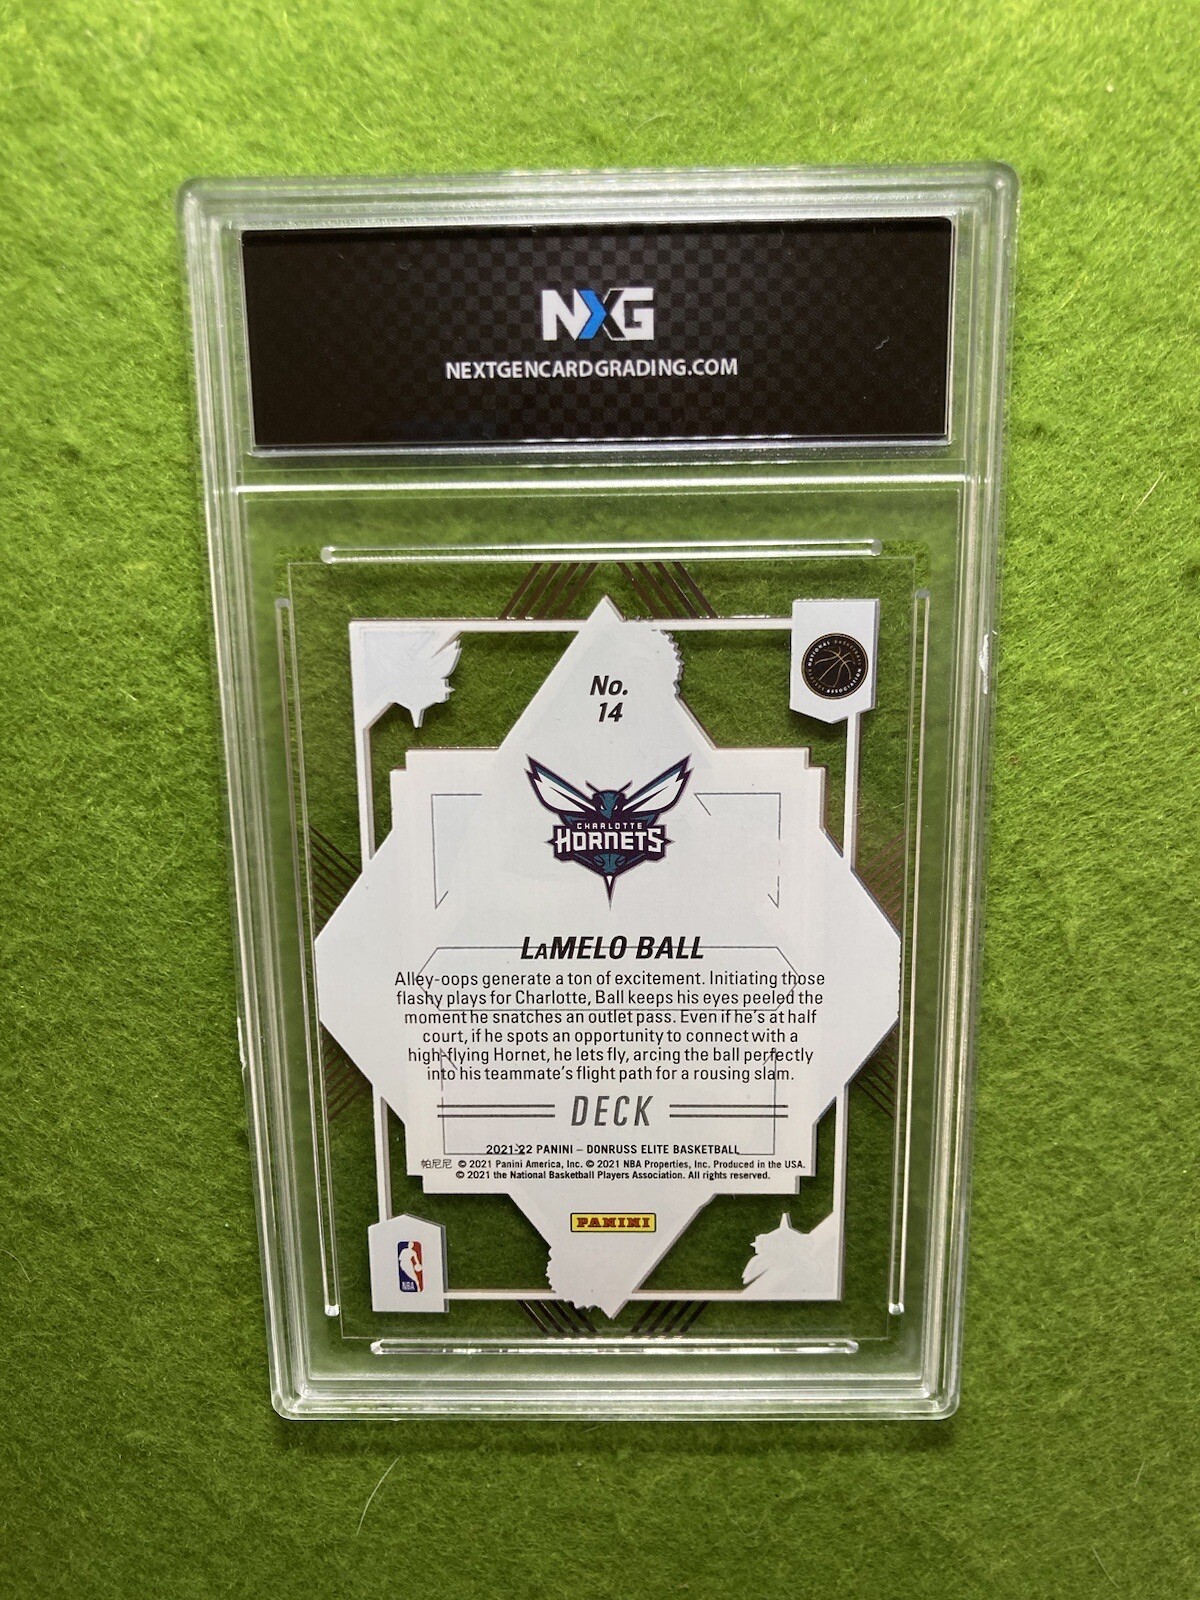 NXG
NEXTGENCARDGRADING.COM
No.
14
CHARLOTTE
HORNETS
LaMELO BALL
Alley-oops generate a ton of excitement. Initiating those
flashy plays for Charlotte, Ball keeps his eyes peeled the
moment he snatches an outlet pass. Even if he's at half
court, if he spots an opportunity to connect with a
high-flying Hornet, he lets fly, arcing the ball perfectly
into his teammate's flight path for a rousing slam.
DECK
2021-22 PANINI – DONRUSS ELITE BASKETBALL
帕尼尼 © 2021 Panini America, Inc. © 2021 NBA Properties, Inc. Produced in the USA.
© 2021 the National Basketball Players Association. All rights reserved.
PANINI
NBA
NATIONAL BASKETBALL PLAYERS ASSOCIATION